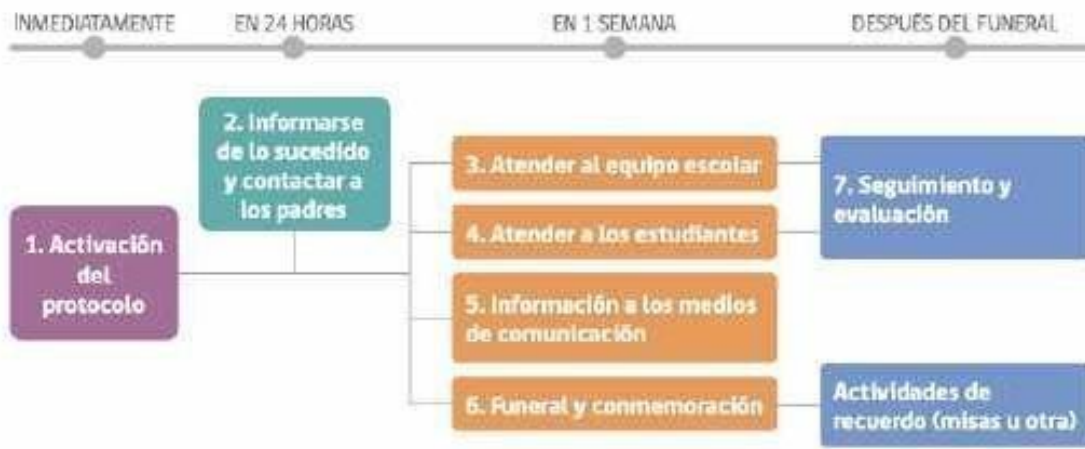 INMEDIATAMENTE
EN 24 HORAS
EN 1 SEMANA
DESPUÉS DEL FUNERAL
1. Activación
del
protocolo
2. Informarse
de lo sucedido
y contactar a
los padres
3. Atender al equipo escolar
4. Atender a los estudiantes
5. Información a los medios
de comunicación
6. Funeral y conmemoración
7. Seguimiento y
evaluación
Actividades de
recuerdo (misas u otra)